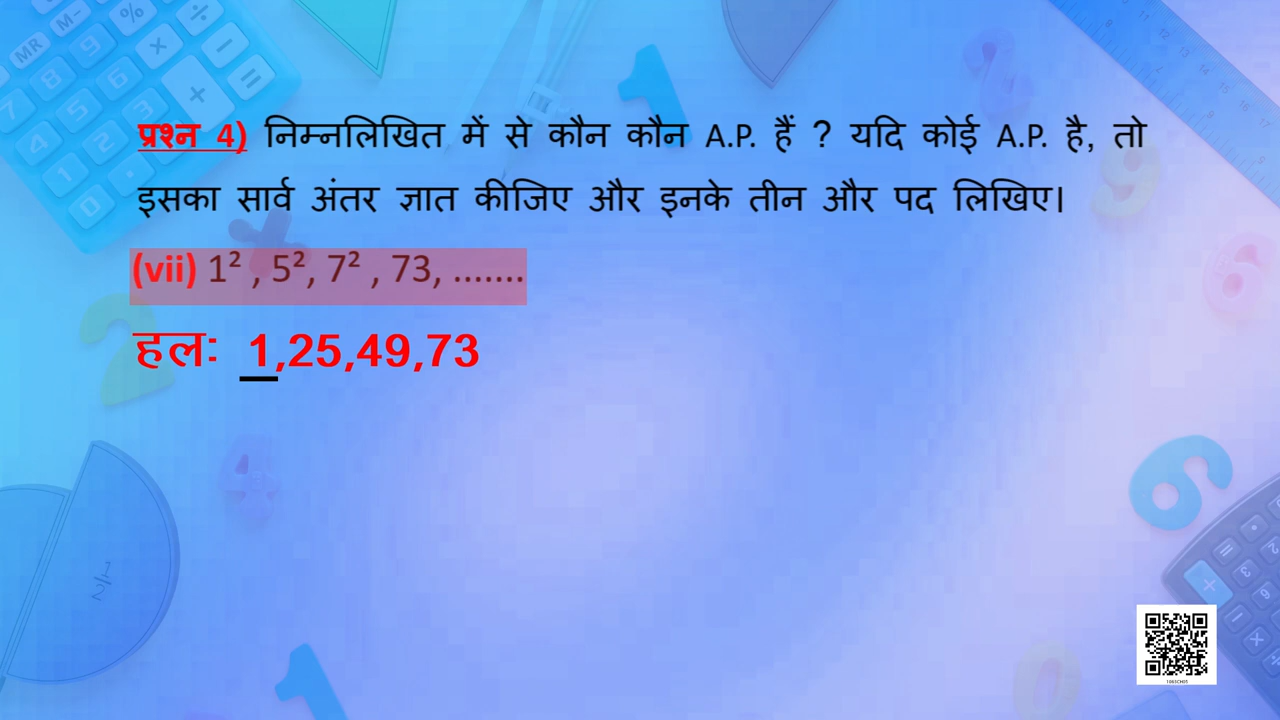 प्रश्न 4) निम्नलिखित में से कौन कौन A.P. हैं ? यदि कोई A.P. है, तो
इसका सार्व अंतर ज्ञात कीजिए और इनके तीन और पद लिखिए।
(vii) 1² , 5², 7² , 73, .......
हलः 1,25,49,73